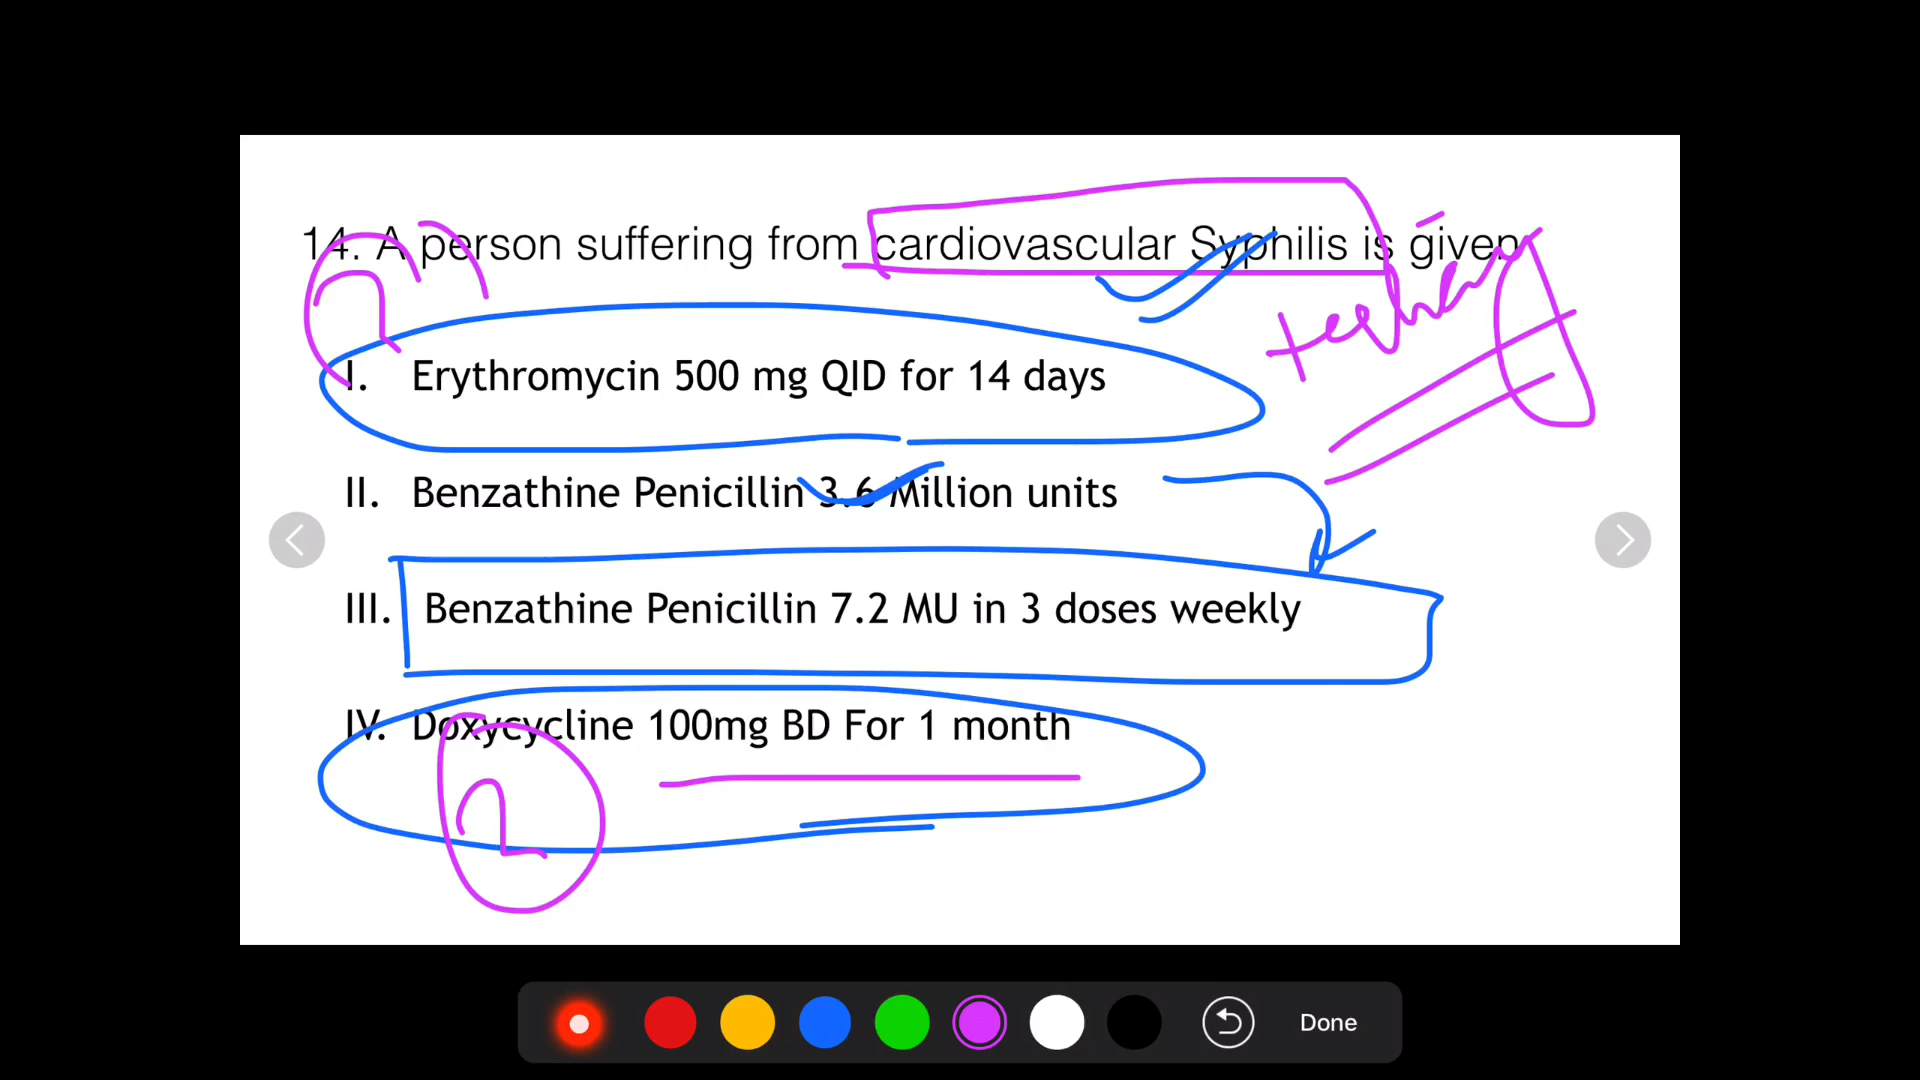 14. A person suffering from cardiovascular Syphilis is given
tertiary
I. Erythromycin 500 mg QID for 14 days
II. Benzathine Penicillin 3.6 Million units
III. Benzathine Penicillin 7.2 MU in 3 doses weekly
IV. Doxycycline 100mg BD For 1 month
2
Done